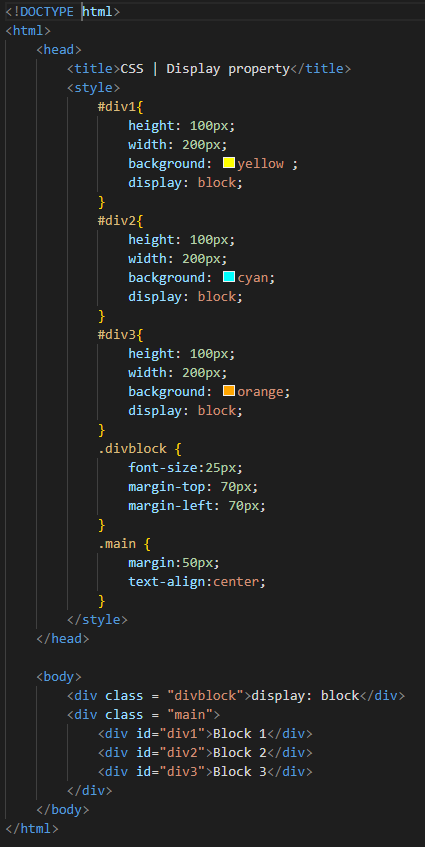 <!DOCTYPE html>
<html>
    <head>
        <title>CSS | Display property</title>
        <style>
            #div1{
                height: 100px;
                width: 200px;
                background: yellow ;
                display: block;
            }
            #div2{
                height: 100px;
                width: 200px;
                background: cyan;
                display: block;
            }
            #div3{
                height: 100px;
                width: 200px;
                background: orange;
                display: block;
            }
            .divblock {
                font-size:25px;
                margin-top: 70px;
                margin-left: 70px;
            }
            .main {
                margin:50px;
                text-align:center;
            }
        </style>
    </head>

    <body>
        <div class = "divblock">display: block</div>
        <div class = "main">
            <div id="div1">Block 1</div>
            <div id="div2">Block 2</div>
            <div id="div3">Block 3</div>
        </div>
    </body>
</html>